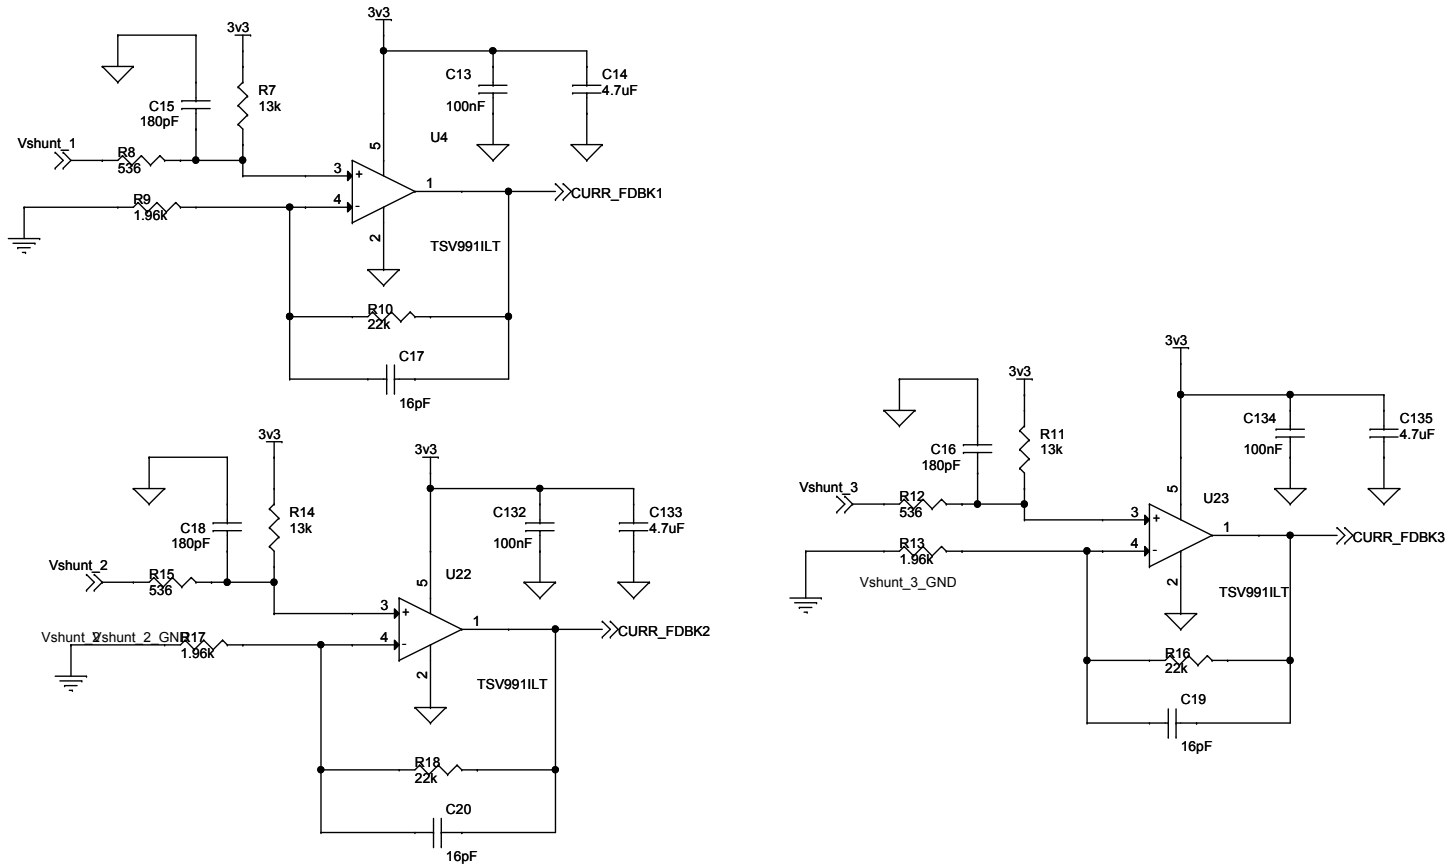 3v3
3v3
C15
180pF
R7
13k
C13
100nF
C14
4.7uF
U4
5
Vshunt_1
R8
536
3
+
1
CURR_FDBK1
R9
1.96k
4
-
2
TSV991ILT
R10
22k
C17
16pF
3v3
3v3
C18
180pF
R14
13k
C132
100nF
C133
4.7uF
U22
5
Vshunt_2
R15
536
3
+
1
CURR_FDBK2
Vshunt_2
Vshunt_2_GND
R17
1.96k
4
-
2
TSV991ILT
R18
22k
C20
16pF
3v3
3v3
C16
180pF
R11
13k
C134
100nF
C135
4.7uF
U23
5
Vshunt_3
R12
536
3
+
1
CURR_FDBK3
R13
1.96k
4
-
Vshunt_3_GND
2
TSV991ILT
R16
22k
C19
16pF